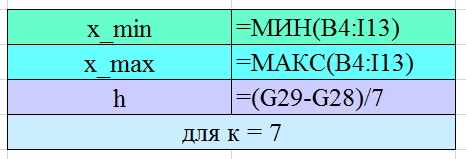 x_min =МИН(B4:I13)
x_max =МАКС(B4:I13)
h =(G29-G28)/7
для к = 7